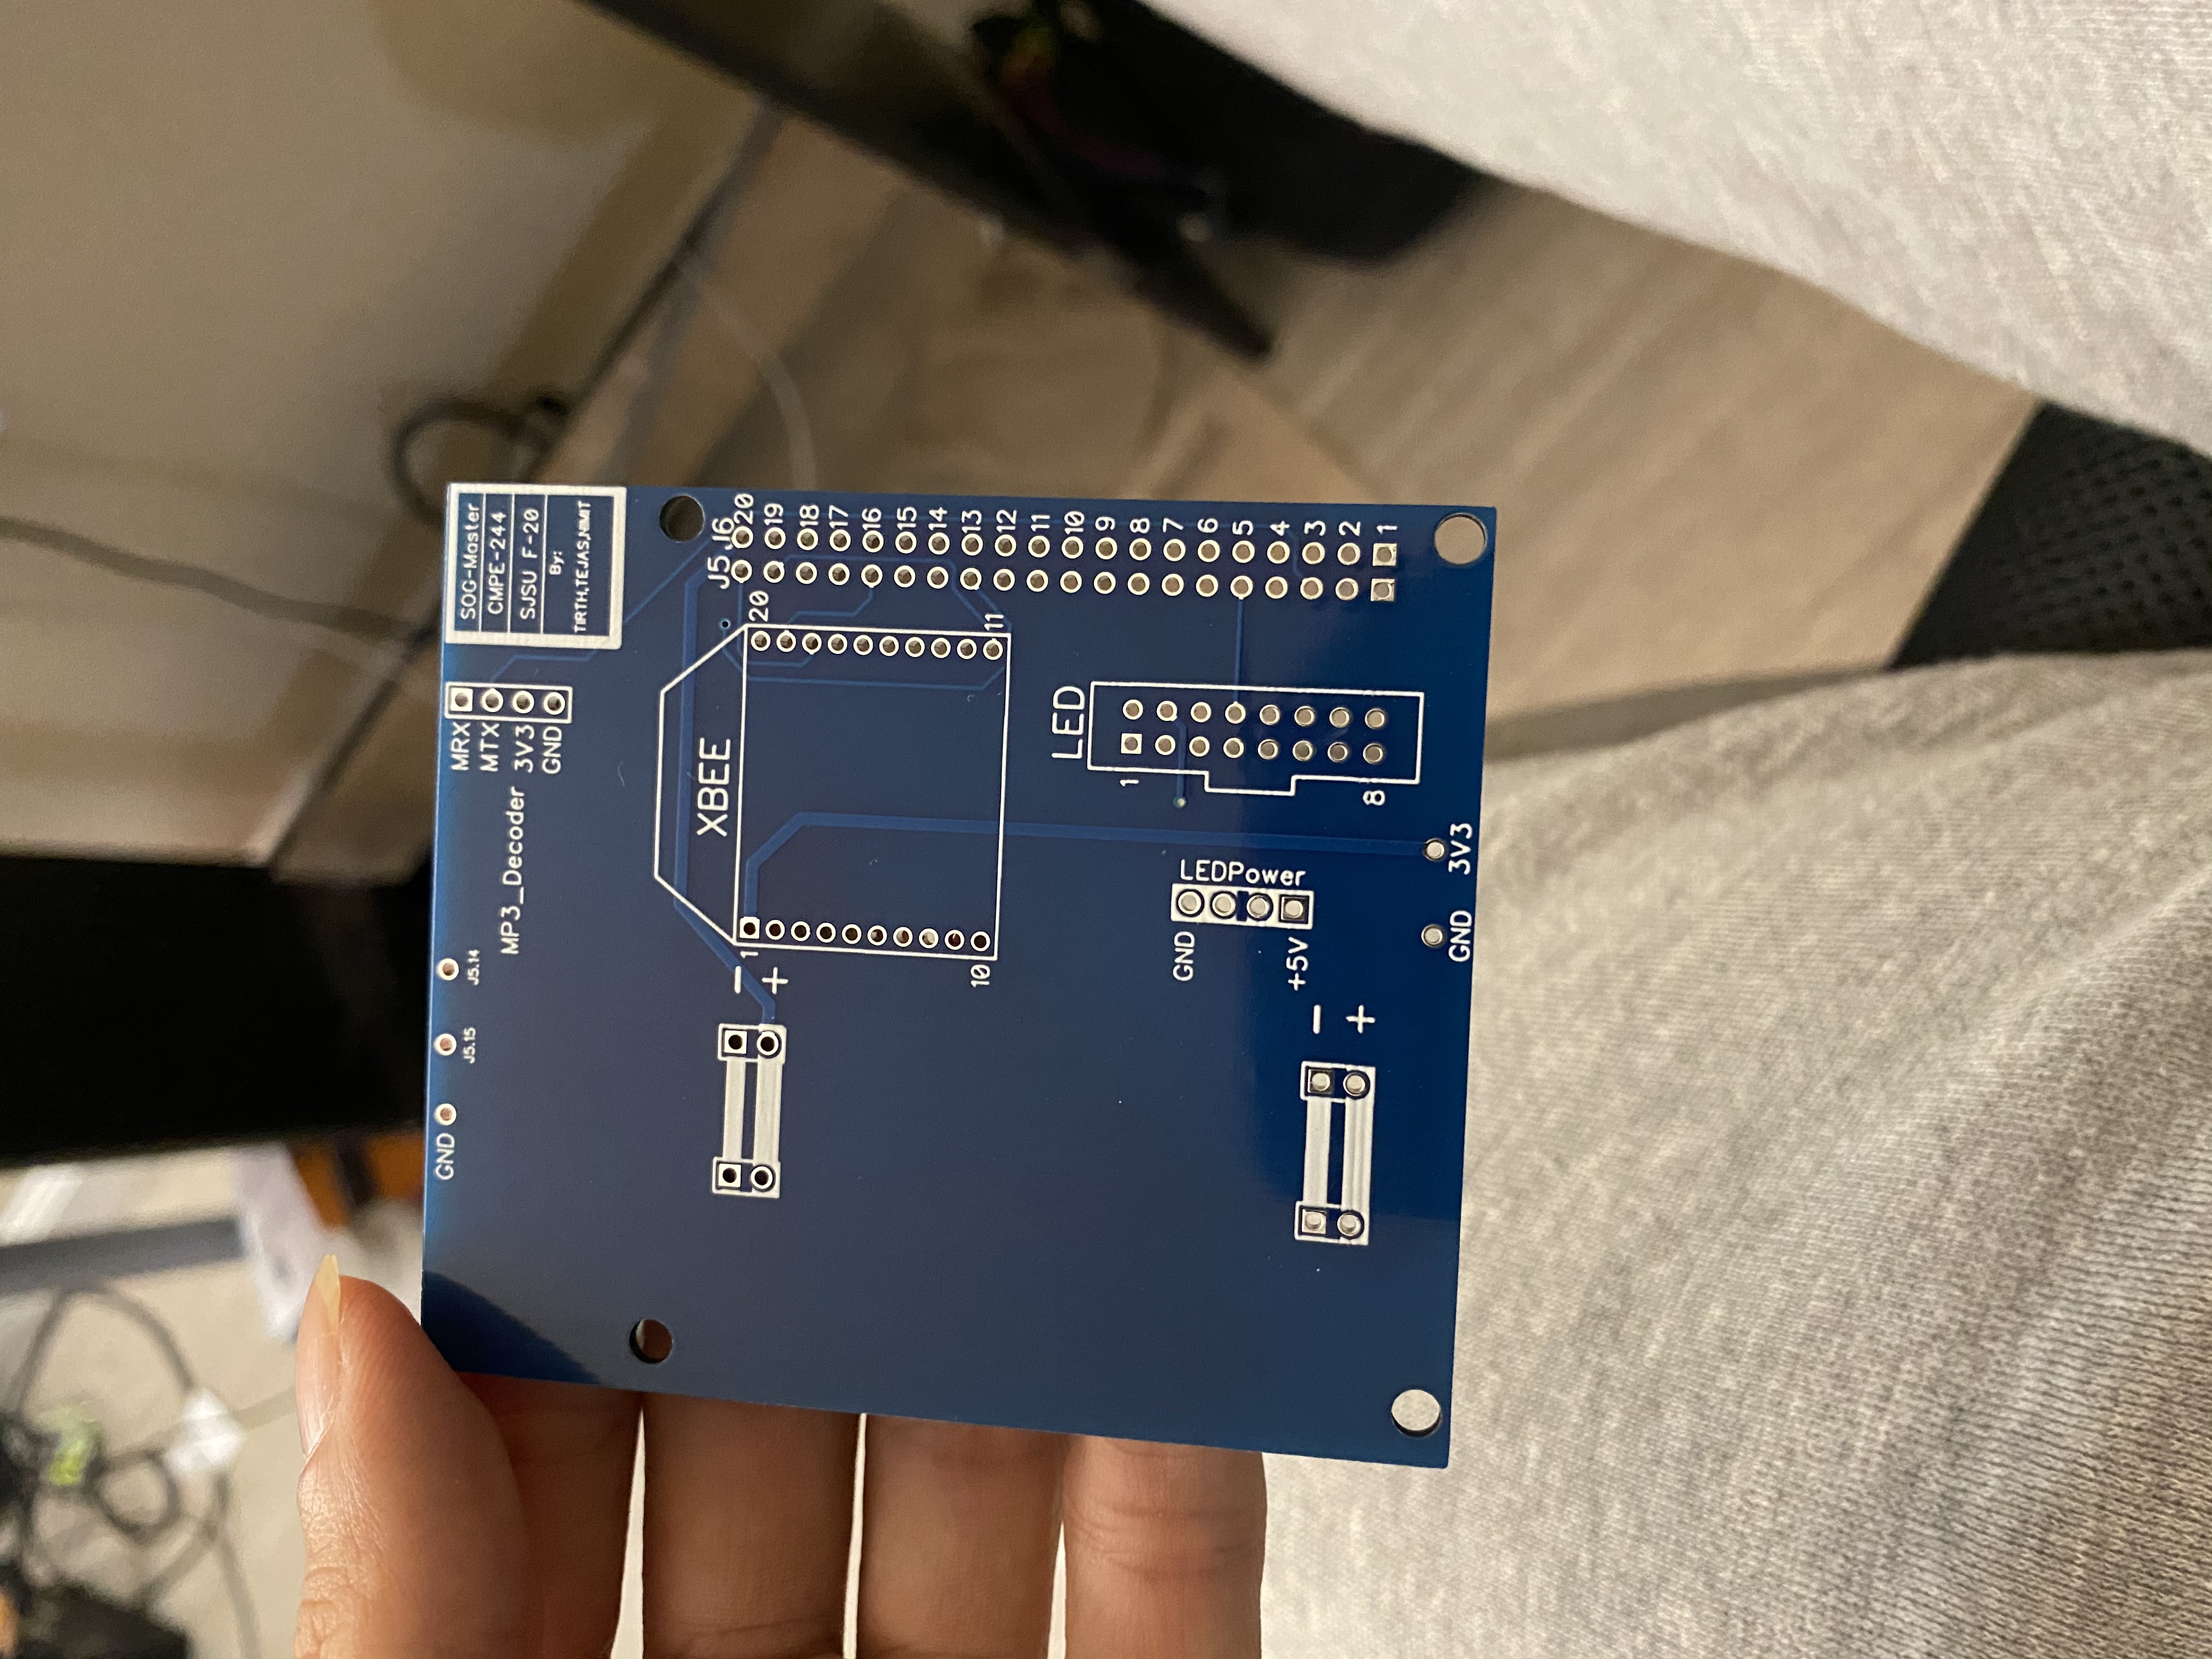 GND
J5.15
J5.14
MP3_Decoder
MRX
MTX
3V3
GND
SOG-Master
CMPE-244
SJSU F-20
By:
TIRTH,TEJAS,NIMIT
-
+
XBEE
1
20
10
11
J5 J6
20
19
18
17
16
15
14
13
12
11
10
9
8
7
6
5
4
3
2
1
LED
1
8
GND
LEDPower
+5V
-
+
GND
3V3